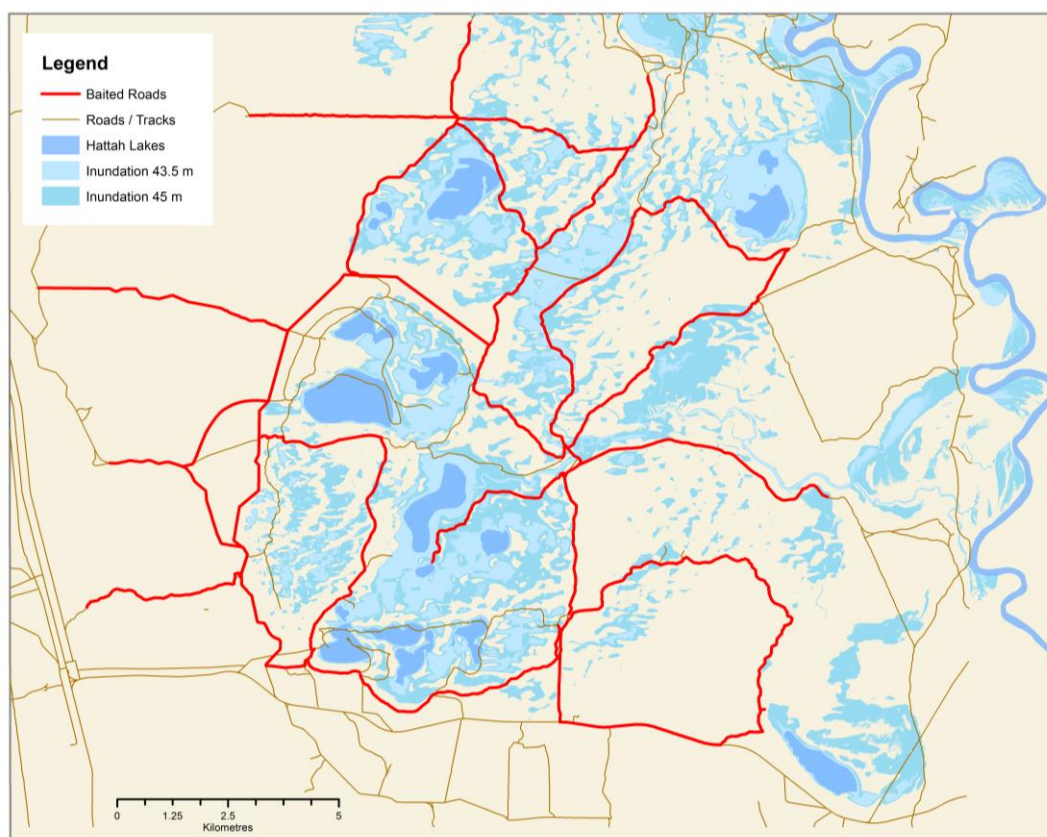 Legend
Baited Roads
Roads / Tracks
Hattah Lakes
Inundation 43.5 m
Inundation 45 m
0 1.25 2.5 5
Kilometres